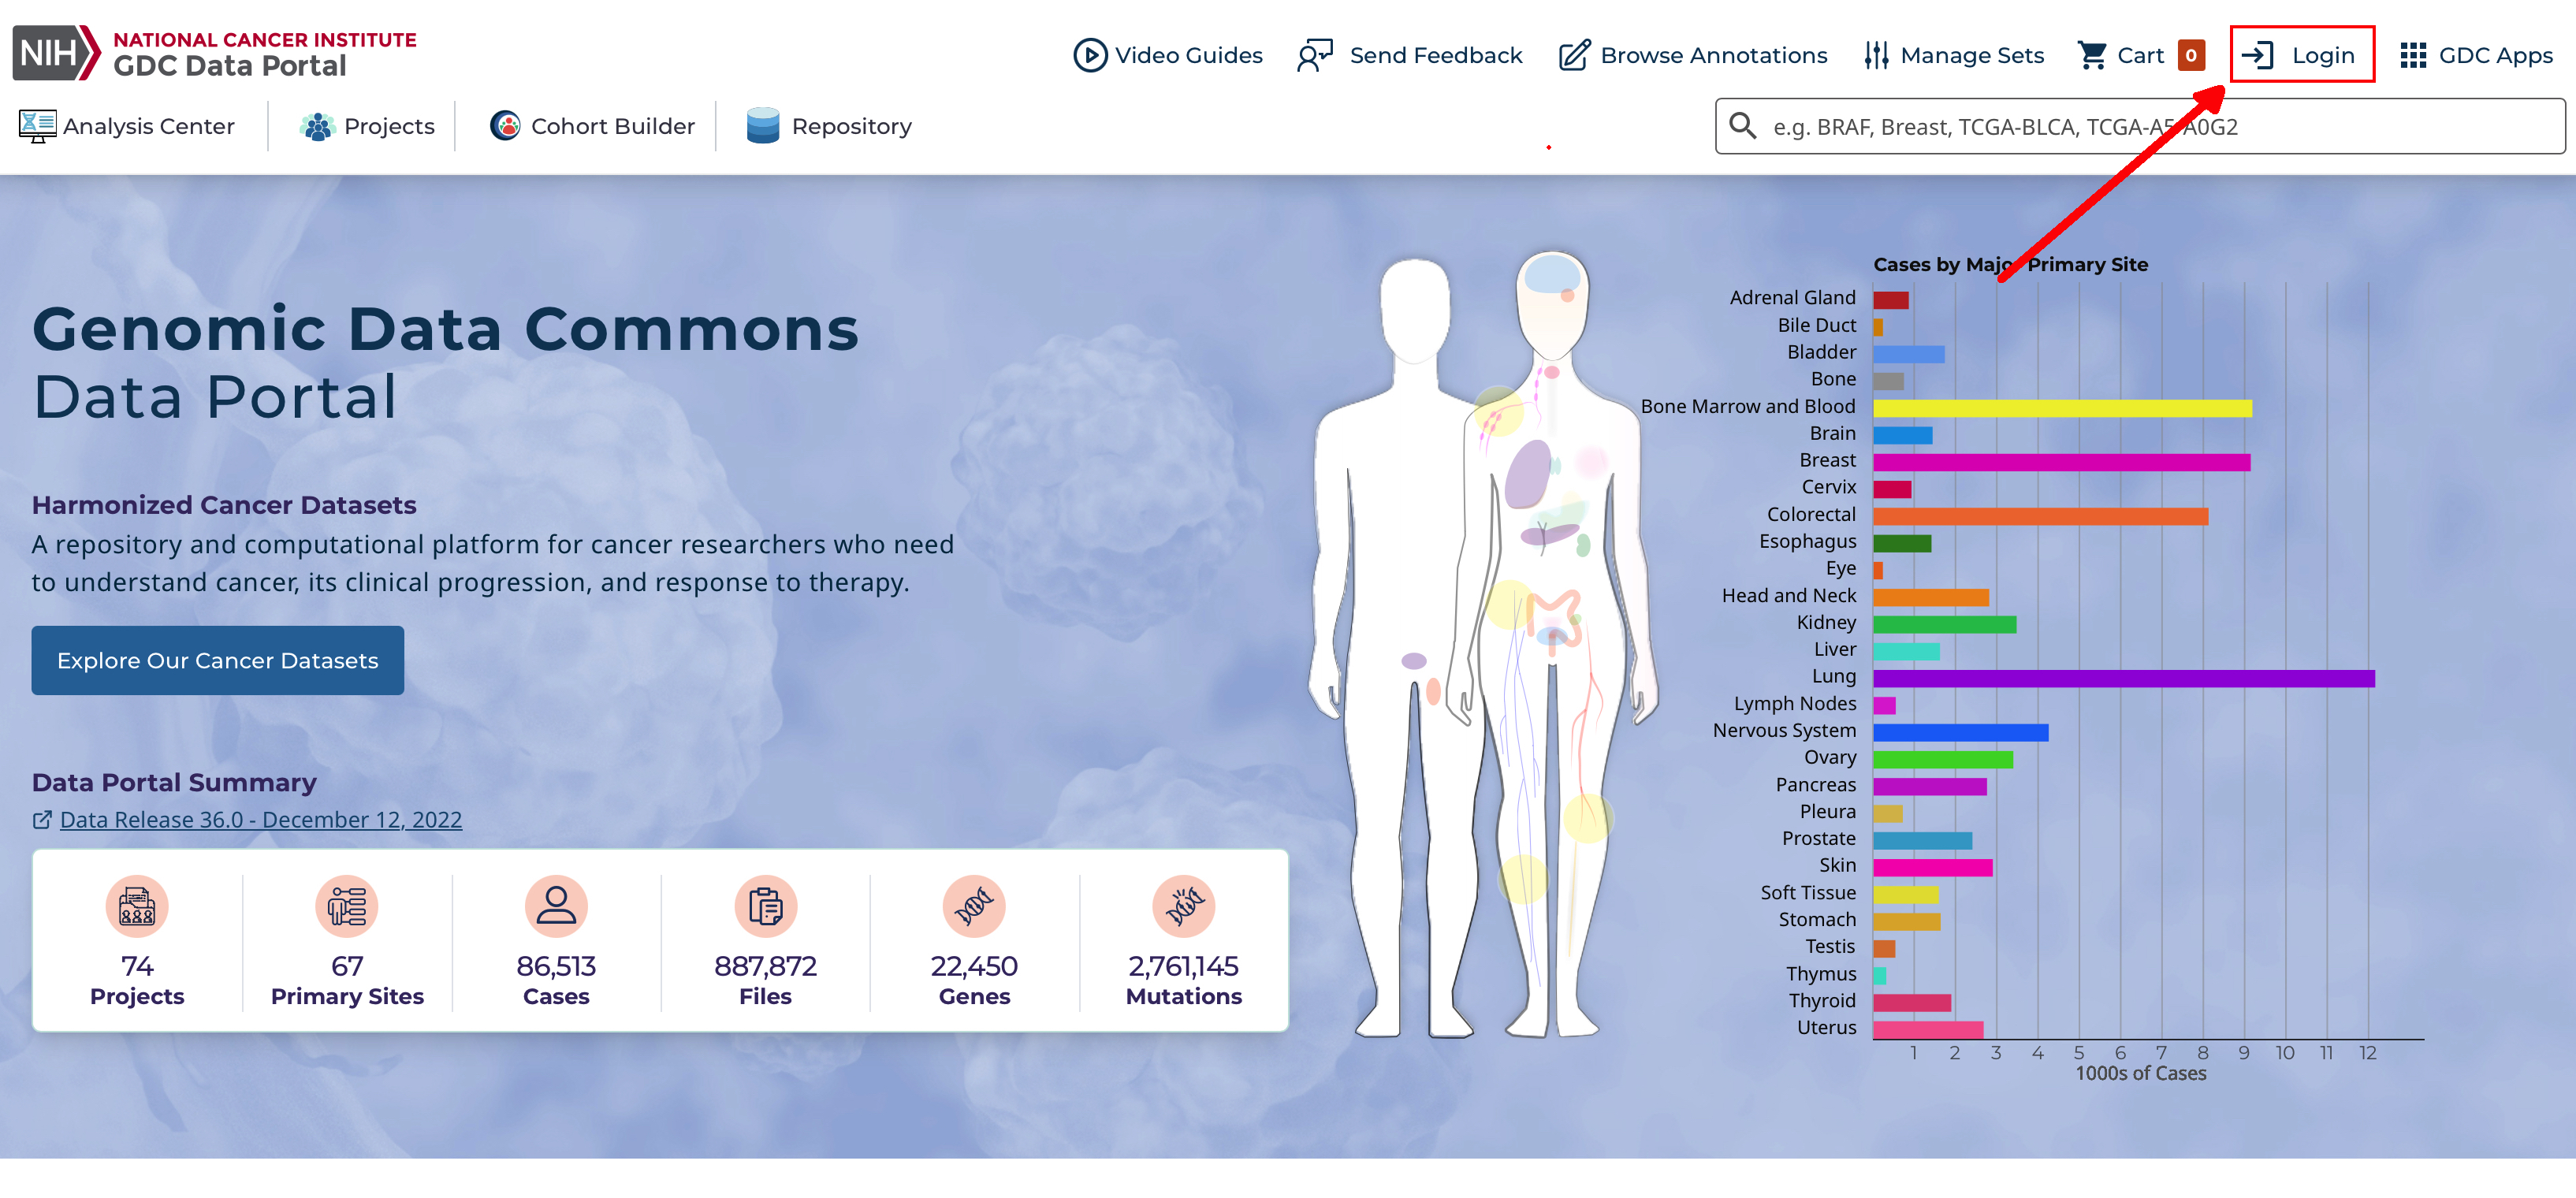 NIH NATIONAL CANCER INSTITUTE
GDC Data Portal
Video Guides
Send Feedback
Browse Annotations
Manage Sets
Cart 0
Login
GDC Apps
Analysis Center
Projects
Cohort Builder
Repository
e.g. BRAF, Breast, TCGA-BLCA, TCGA-A5-A0G2
Genomic Data Commons
Data Portal
Harmonized Cancer Datasets
A repository and computational platform for cancer researchers who need
to understand cancer, its clinical progression, and response to therapy.
Explore Our Cancer Datasets
Data Portal Summary
Data Release 36.0 - December 12, 2022
74
Projects
67
Primary Sites
86,513
Cases
887,872
Files
22,450
Genes
2,761,145
Mutations
Cases by Major Primary Site
Adrenal Gland
Bile Duct
Bladder
Bone
Bone Marrow and Blood
Brain
Breast
Cervix
Colorectal
Esophagus
Eye
Head and Neck
Kidney
Liver
Lung
Lymph Nodes
Nervous System
Ovary
Pancreas
Pleura
Prostate
Skin
Soft Tissue
Stomach
Testis
Thymus
Thyroid
Uterus
1 2 3 4 5 6 7 8 9 10 11 12
1000s of Cases